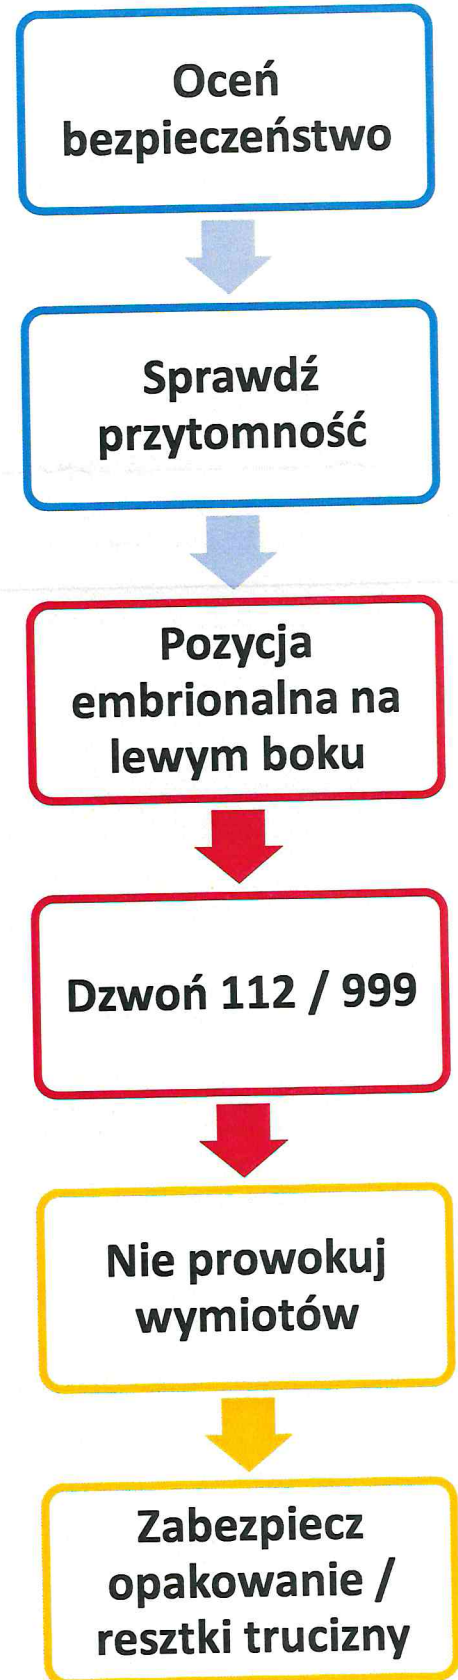 Oceń
bezpieczeństwo
Sprawdź
przytomność
Pozycja
embrionalna na
lewym boku
Dzwoń 112 / 999
Nie prowokuj
wymiotów
Zabezpiecz
opakowanie /
resztki trucizny